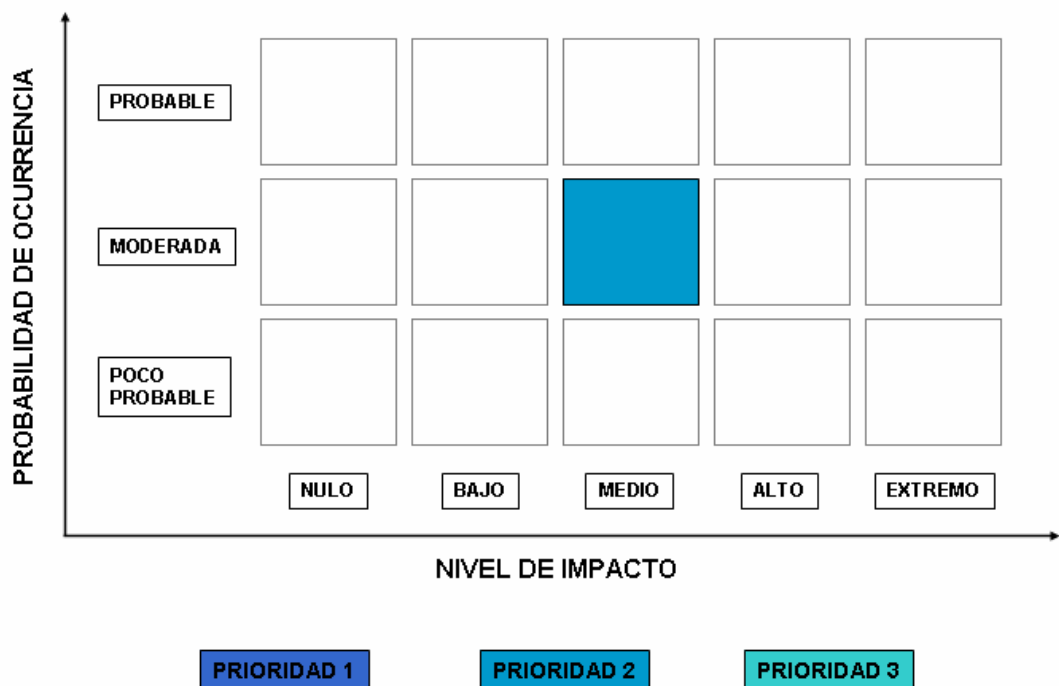 PROBABILIDAD DE OCURRENCIA
PROBABLE
MODERADA
POCO
PROBABLE
NULO
BAJO
MEDIO
ALTO
EXTREMO
NIVEL DE IMPACTO
PRIORIDAD 1
PRIORIDAD 2
PRIORIDAD 3